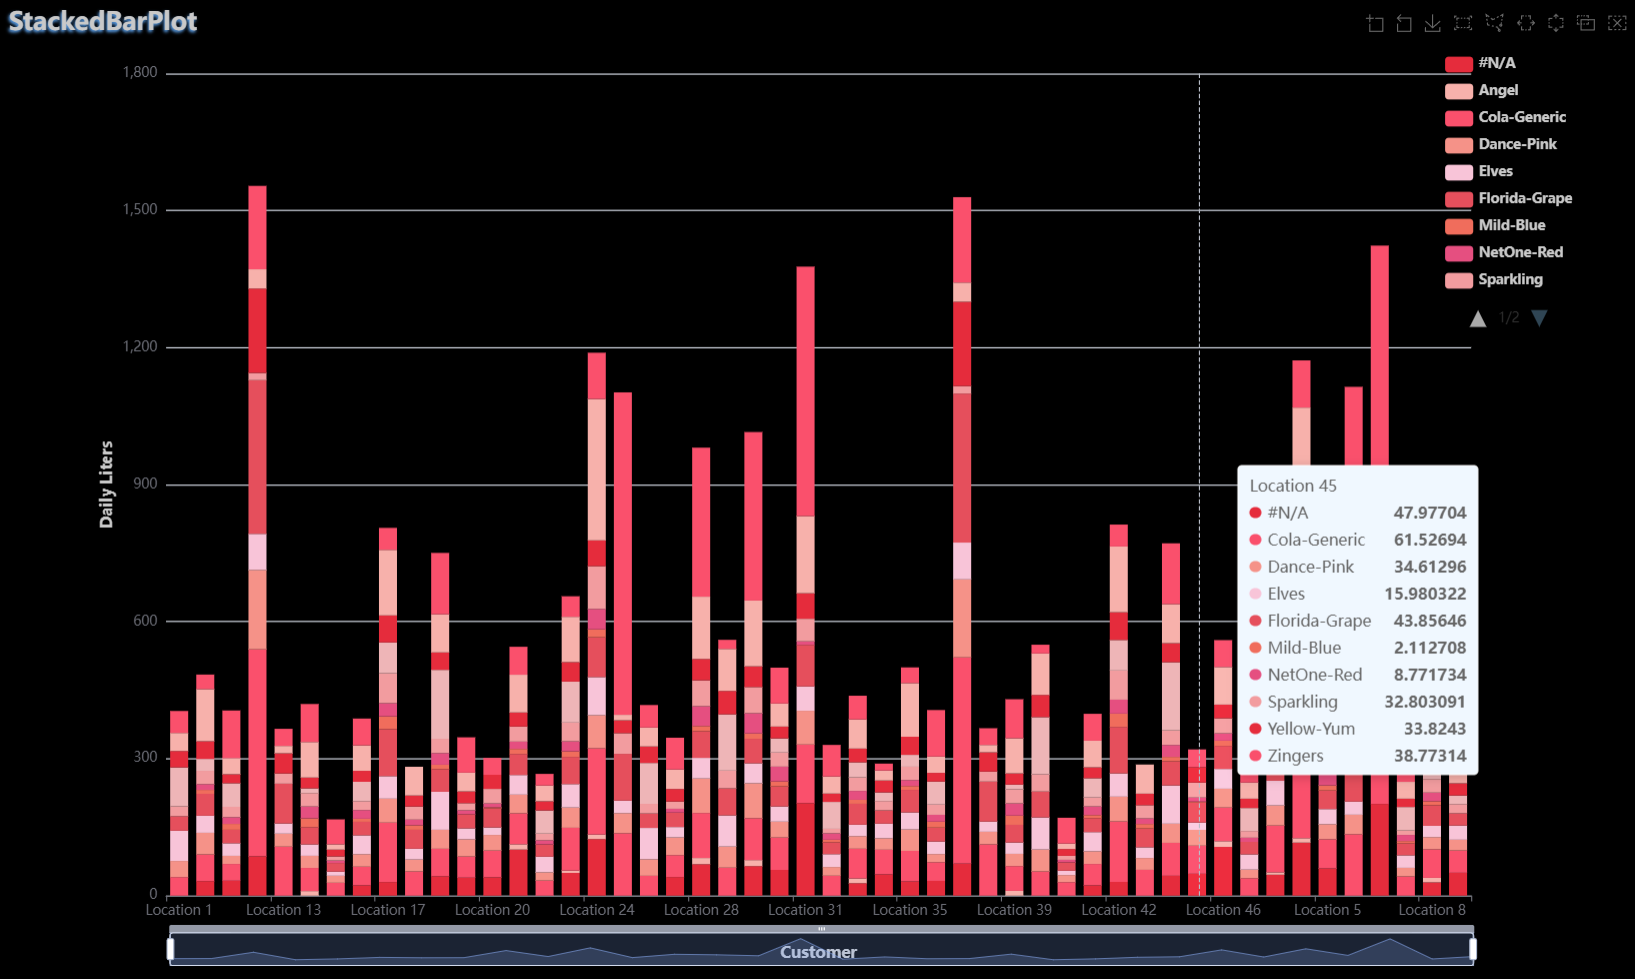 StackedBarPlot
#N/A
Angel
Cola-Generic
Dance-Pink
Elves
Florida-Grape
Mild-Blue
NetOne-Red
Sparkling
1/2
1,800
1,500
1,200
900
600
300
0
Daily Liters
Location 45
#N/A 47.97704
Cola-Generic 61.52694
Dance-Pink 34.61296
Elves 15.980322
Florida-Grape 43.85646
Mild-Blue 2.112708
NetOne-Red 8.771734
Sparkling 32.803091
Yellow-Yum 33.8243
Zingers 38.77314
Location 1 Location 13 Location 17 Location 20 Location 24 Location 28 Location 31 Location 35 Location 39 Location 42 Location 46 Location 5 Location 8
Customer